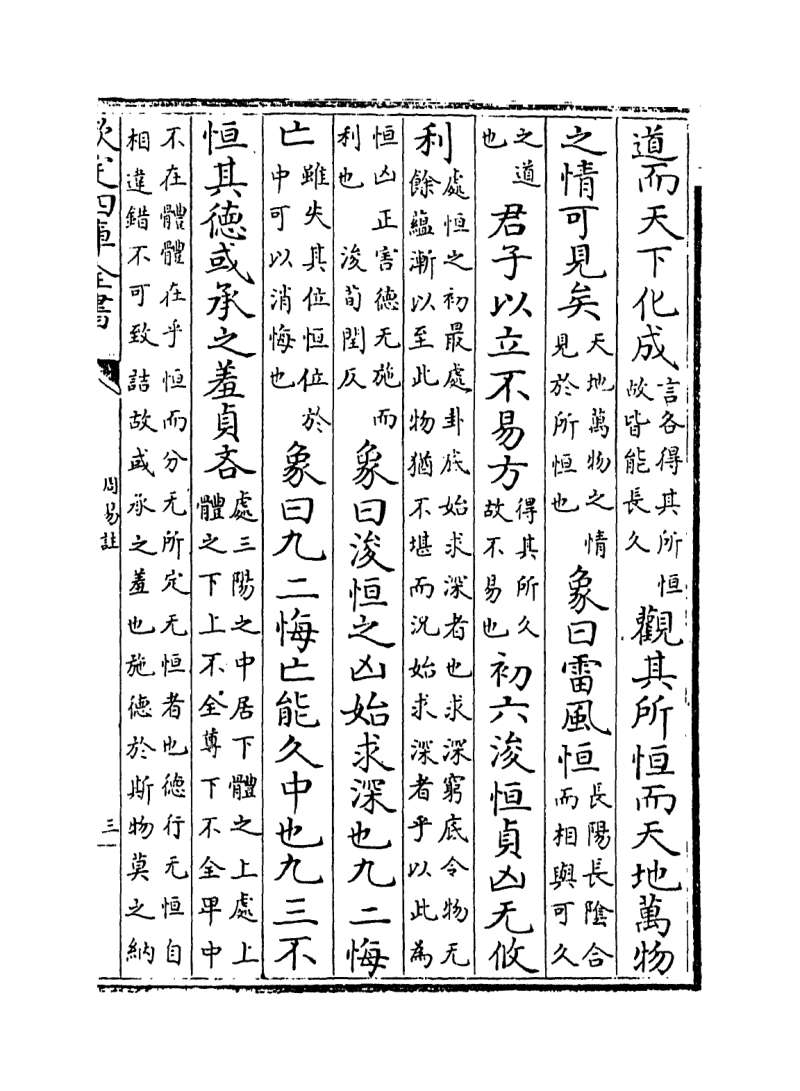 道而天下化成言各得其所恒故皆能長久觀其所恒而天地萬物
之情可見矣天地萬物之情見於所恒也象曰雷風恒長陽長陰合而相與可久
之道也君子以立不易方得其所久故不易也初六浚恒貞凶无攸
利處恒之初最處卦底始求深者也求深窮底令物无餘蘊漸以至此物猶不堪而況始求深者乎以此為
恒凶正害德无施而利也 浚荀閏反象曰浚恒之凶始求深也九二悔
亡雖失其位恒位於中可以消悔也象曰九二悔亡能久中也九三不
恒其德或承之羞貞吝處三陽之中居下體之上處上體之下上不全尊下不全卑中
不在體體在乎恒而分无所定无恒者也德行无恒自相違錯不可致詰故或承之羞也施德於斯物莫之納
欽定四庫全書
周易註
三